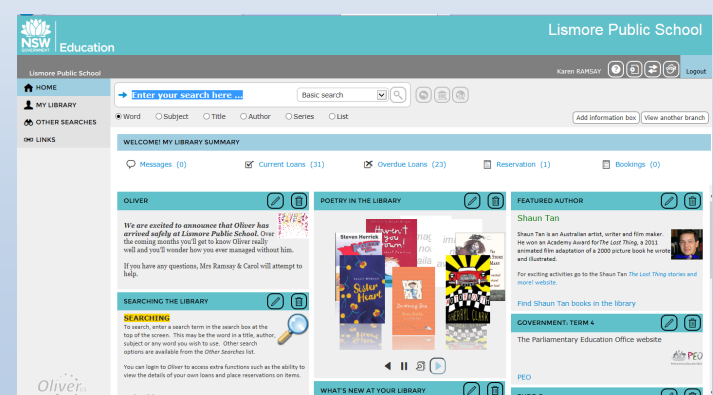 Lismore Public School
NSW
GOVERNMENT
Education
Lismore Public School
Karen RAMSAY
Logout
HOME
MY LIBRARY
OTHER SEARCHES
LINKS
Enter your search here ...
Basic search
Word Subject Title Author Series List
Add information box View another branch
WELCOME! MY LIBRARY SUMMARY
Messages (0) Current Loans (31) Overdue Loans (23) Reservation (1) Bookings (0)
OLIVER
We are excited to announce that Oliver has
arrived safely at Lismore Public School. Over
the coming months you'll get to know Oliver really
well and you'll wonder how you ever managed without him.
If you have any questions, Mrs Ramsay & Carol will attempt to
help.
SEARCHING THE LIBRARY
SEARCHING
To search, enter a search term in the search box at the
top of the screen. This may be the word in a title, author,
subject or any word you wish to use. Other search
options are available from the Other Searches list.
You can login to Oliver to access extra functions such as the ability to
view the details of your own loans and place reservations on items.
POETRY IN THE LIBRARY
Steven Herrick
Haven't
you
Sister
Heart
SHERYL CLARK
WHAT'S NEW AT YOUR LIBRARY
FEATURED AUTHOR
Shaun Tan
Shaun Tan is an Australian artist, writer and film maker.
He won an Academy Award forThe Lost Thing, a 2011
animated film adaptation of a 2000 picture book he wrote
and illustrated.
For exciting activities go to the Shaun Tan The Lost Thing stories and
more! website.
Find Shaun Tan books in the library
GOVERNMENT: TERM 4
The Parliamentary Education Office website
PEO
PEO
Oliver